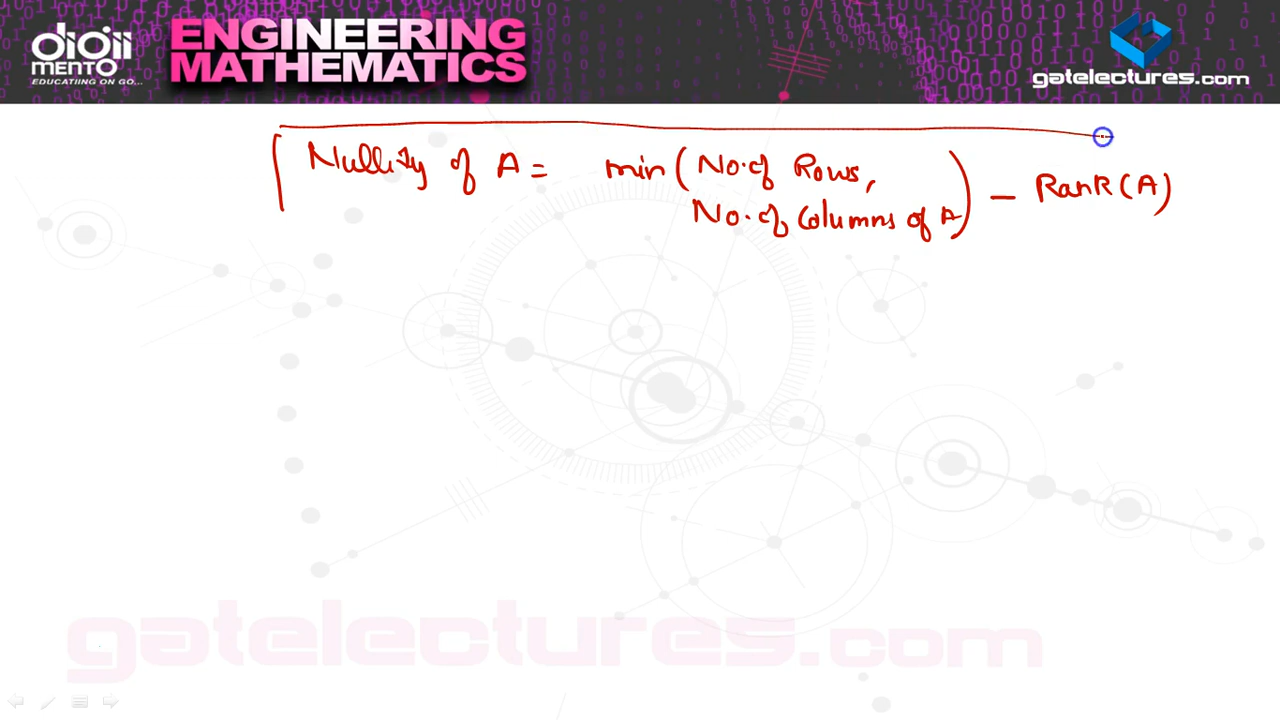 digii
MENTO
EDUCATIING ON GO...
ENGINEERING
MATHEMATICS
gatelectures.com
Nullity of A = min ( No. of Rows,
No. of Columns of A ) - Rank (A)
gatelectures.com